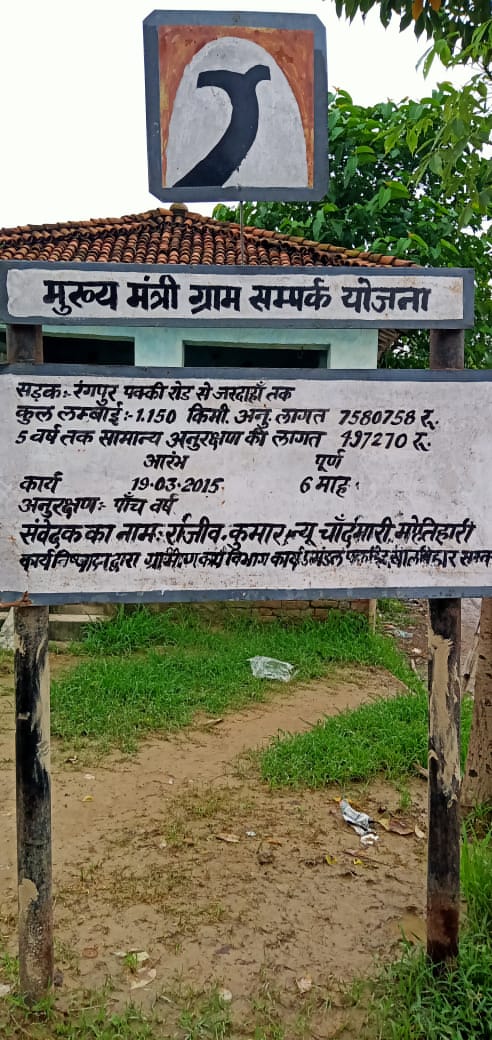 मुख्य मंत्री ग्राम सम्पर्क योजना
सड़क:- रंगपुर पक्की रोड से जरदाहाँ तक
कुल लम्बाई:- 1.150 किमी. अनु. लागत 7580758 रू.
5 वर्ष तक सामान्य अनुरक्षण की लागत 197270 रू.
आरंभ पूर्ण
कार्य 19-03-2015 6 माह
अनुरक्षण:- पाँच वर्ष
संवेदक का नाम:- राजीव कुमार, न्यू चाँदमारी, मोतिहारी
ग्रामीण कार्य विभाग कार्य